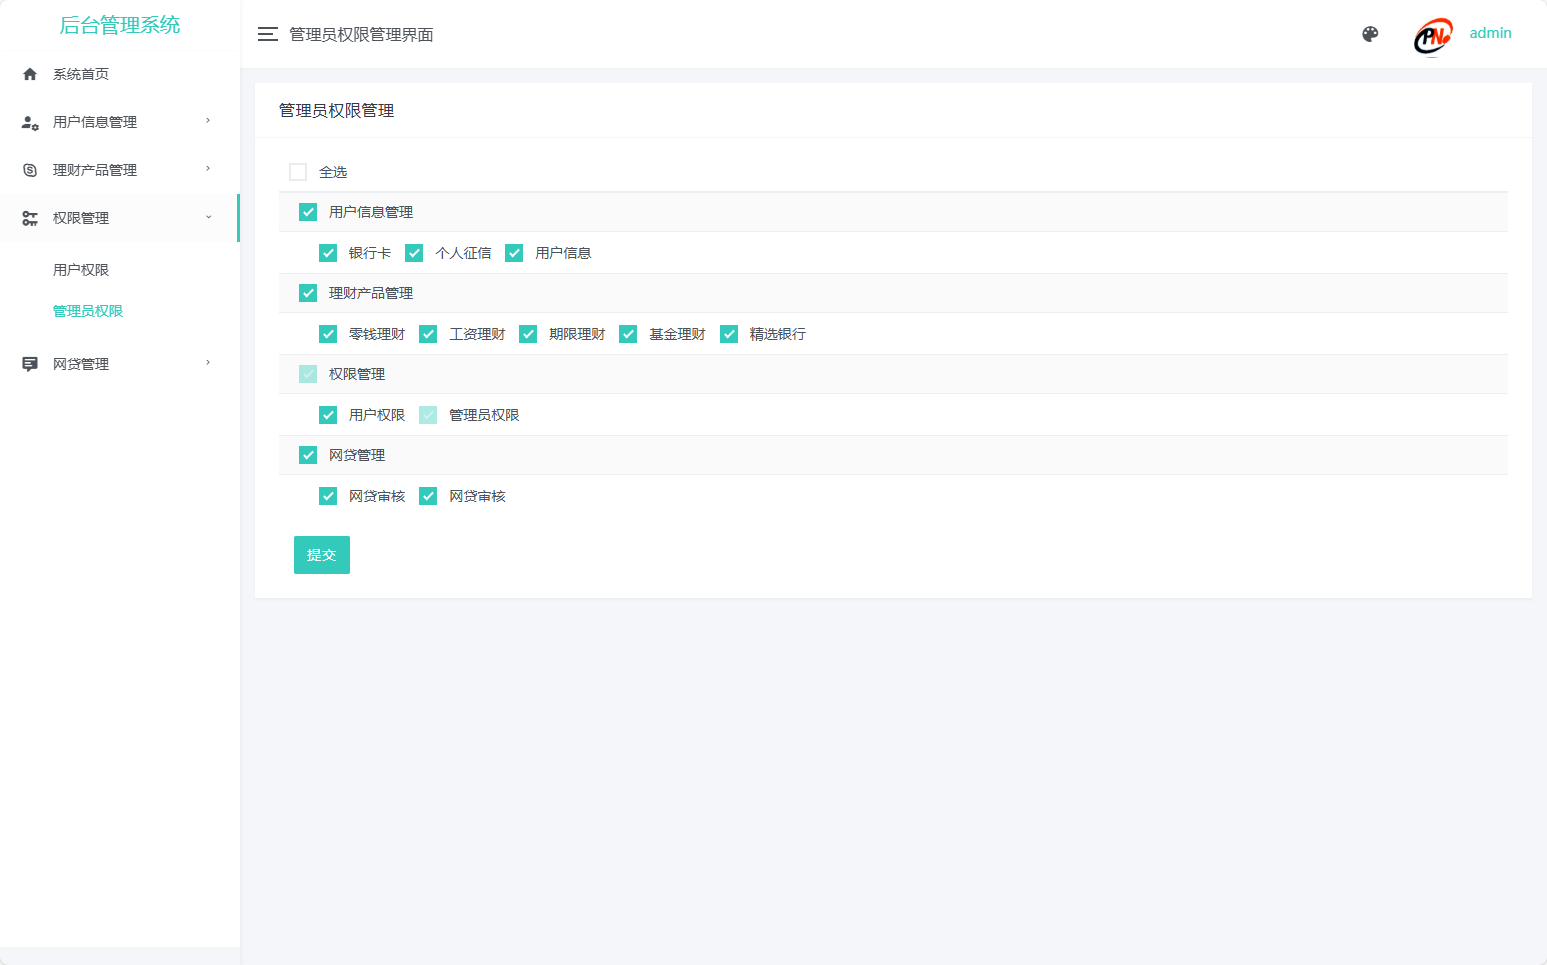 后台管理系统
系统首页
用户信息管理
理财产品管理
权限管理
用户权限
管理员权限
网贷管理
管理员权限管理界面
PN
admin
管理员权限管理
全选
用户信息管理
银行卡 个人征信 用户信息
理财产品管理
零钱理财 工资理财 期限理财 基金理财 精选银行
权限管理
用户权限 管理员权限
网贷管理
网贷审核 网贷审核
提交